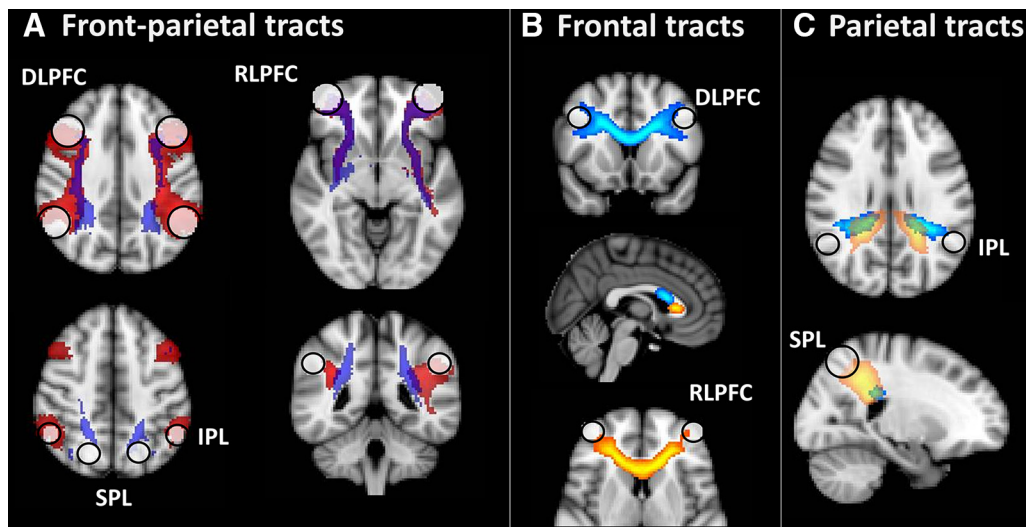 A Front-parietal tracts
DLPFC
RLPFC
IPL
SPL
B Frontal tracts
DLPFC
RLPFC
C Parietal tracts
IPL
SPL